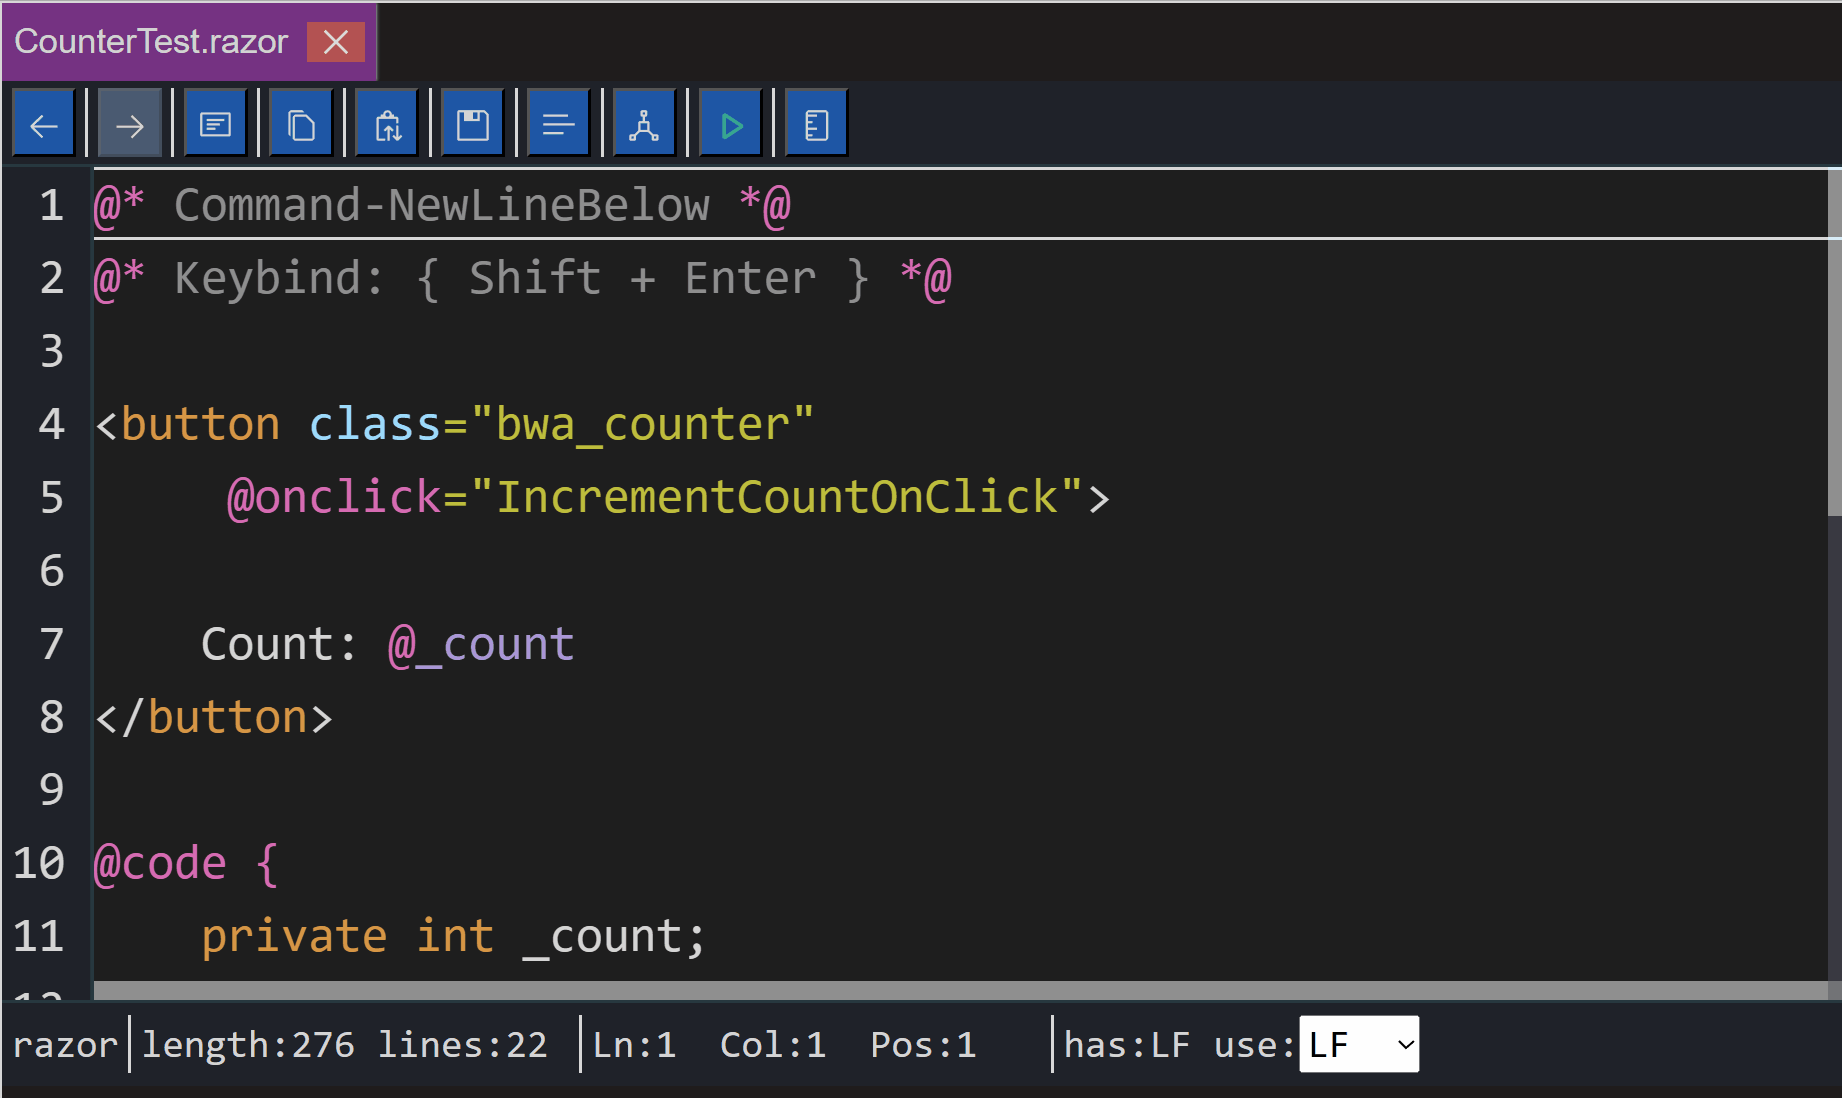 CounterTest.razor
1 @* Command-NewLineBelow *@
2 @* Keybind: { Shift + Enter } *@
3
4 <button class="bwa_counter"
5      @onclick="IncrementCountOnClick">
6
7     Count: @_count
8 </button>
9
10 @code {
11     private int _count;
razor length:276 lines:22 Ln:1 Col:1 Pos:1 has:LF use: LF